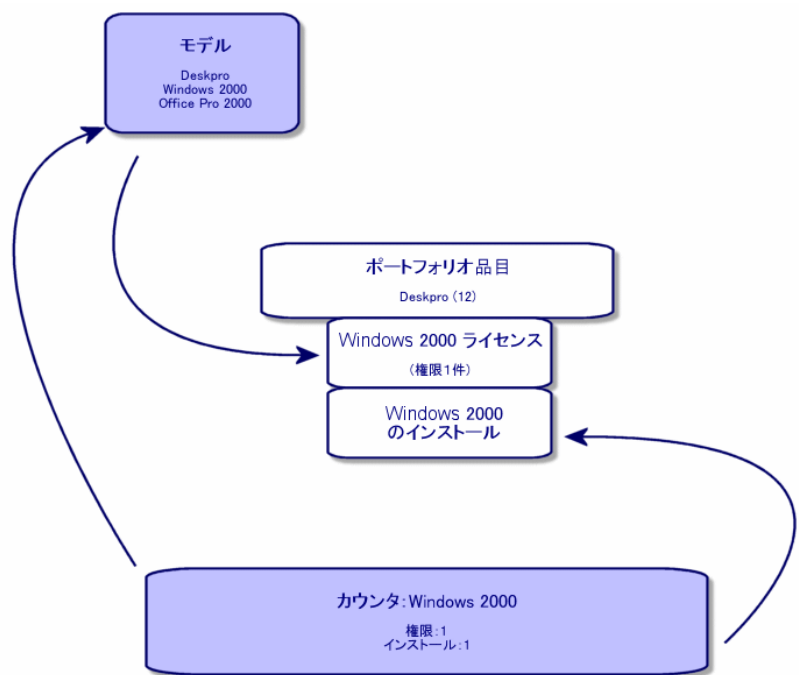 モデル
Deskpro
Windows 2000
Office Pro 2000
ポートフォリオ品目
Deskpro (12)
Windows 2000 ライセンス
(権限1件)
Windows 2000
のインストール
カウンタ:Windows 2000
権限:1
インストール:1